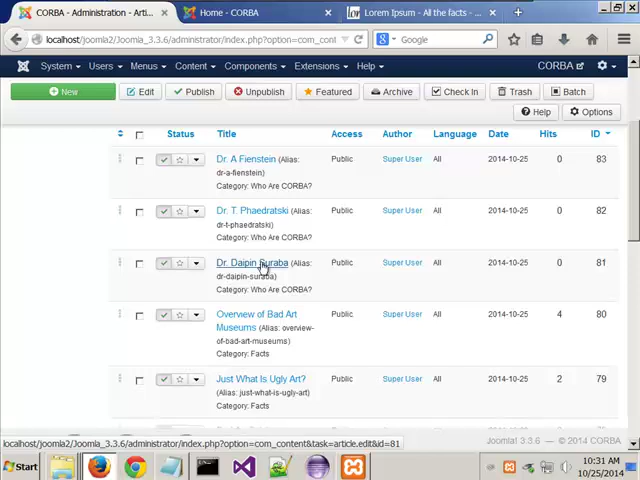 CORBA - Administration - Arti...
Home - CORBA
Lorem Ipsum - All the facts - ...
localhost/joomla2/Joomla_3.3.6/administrator/index.php?option=com_cont
Google
System Users Menus Content Components Extensions Help CORBA
New Edit Publish Unpublish Featured Archive Check In Trash Batch
Help Options
Status Title Access Author Language Date Hits ID
Dr. A Fienstein (Alias: Public Super User All 2014-10-25 0 83
dr-a-fienstein)
Category: Who Are CORBA?
Dr. T. Phaedratski (Alias: Public Super User All 2014-10-25 0 82
dr-t-phaedratski)
Category: Who Are CORBA?
Dr. Daipin Suraba (Alias: Public Super User All 2014-10-25 0 81
dr-daipin-suraba)
Category: Who Are CORBA?
Overview of Bad Art Public Super User All 2014-10-25 4 80
Museums (Alias: overview-
of-bad-art-museums)
Category: Facts
Just What Is Ugly Art? Public Super User All 2014-10-25 2 79
(Alias: just-what-is-ugly-art)
Category: Facts
localhost/joomla2/Joomla_3.3.6/administrator/index.php?option=com_content&task=article.edit&id=81
Joomla! 3.3.6 — © 2014 CORBA
Start
10:31 AM
10/25/2014